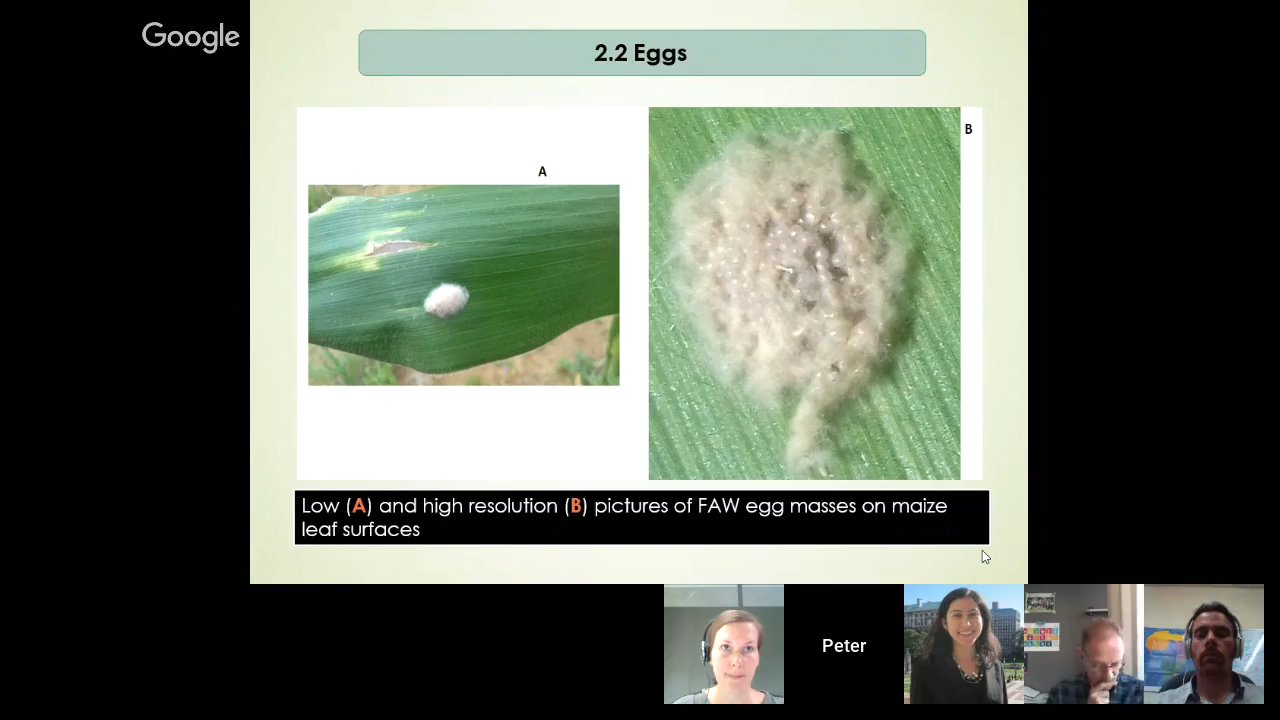 Google
2.2 Eggs
A
B
Low (A) and high resolution (B) pictures of FAW egg masses on maize
leaf surfaces
Peter